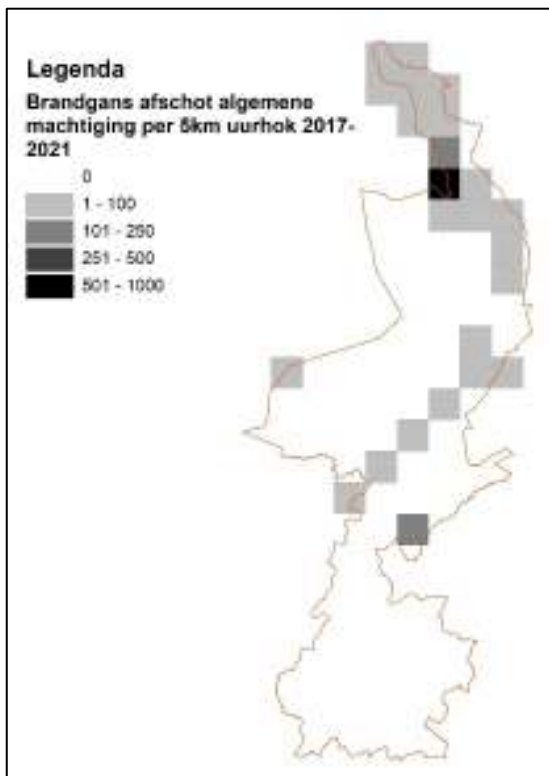 Legenda
Brandgans afschot algemene
machtiging per 5km uurhok 2017-
2021
0
1 - 100
101 - 250
251 - 500
501 - 1000